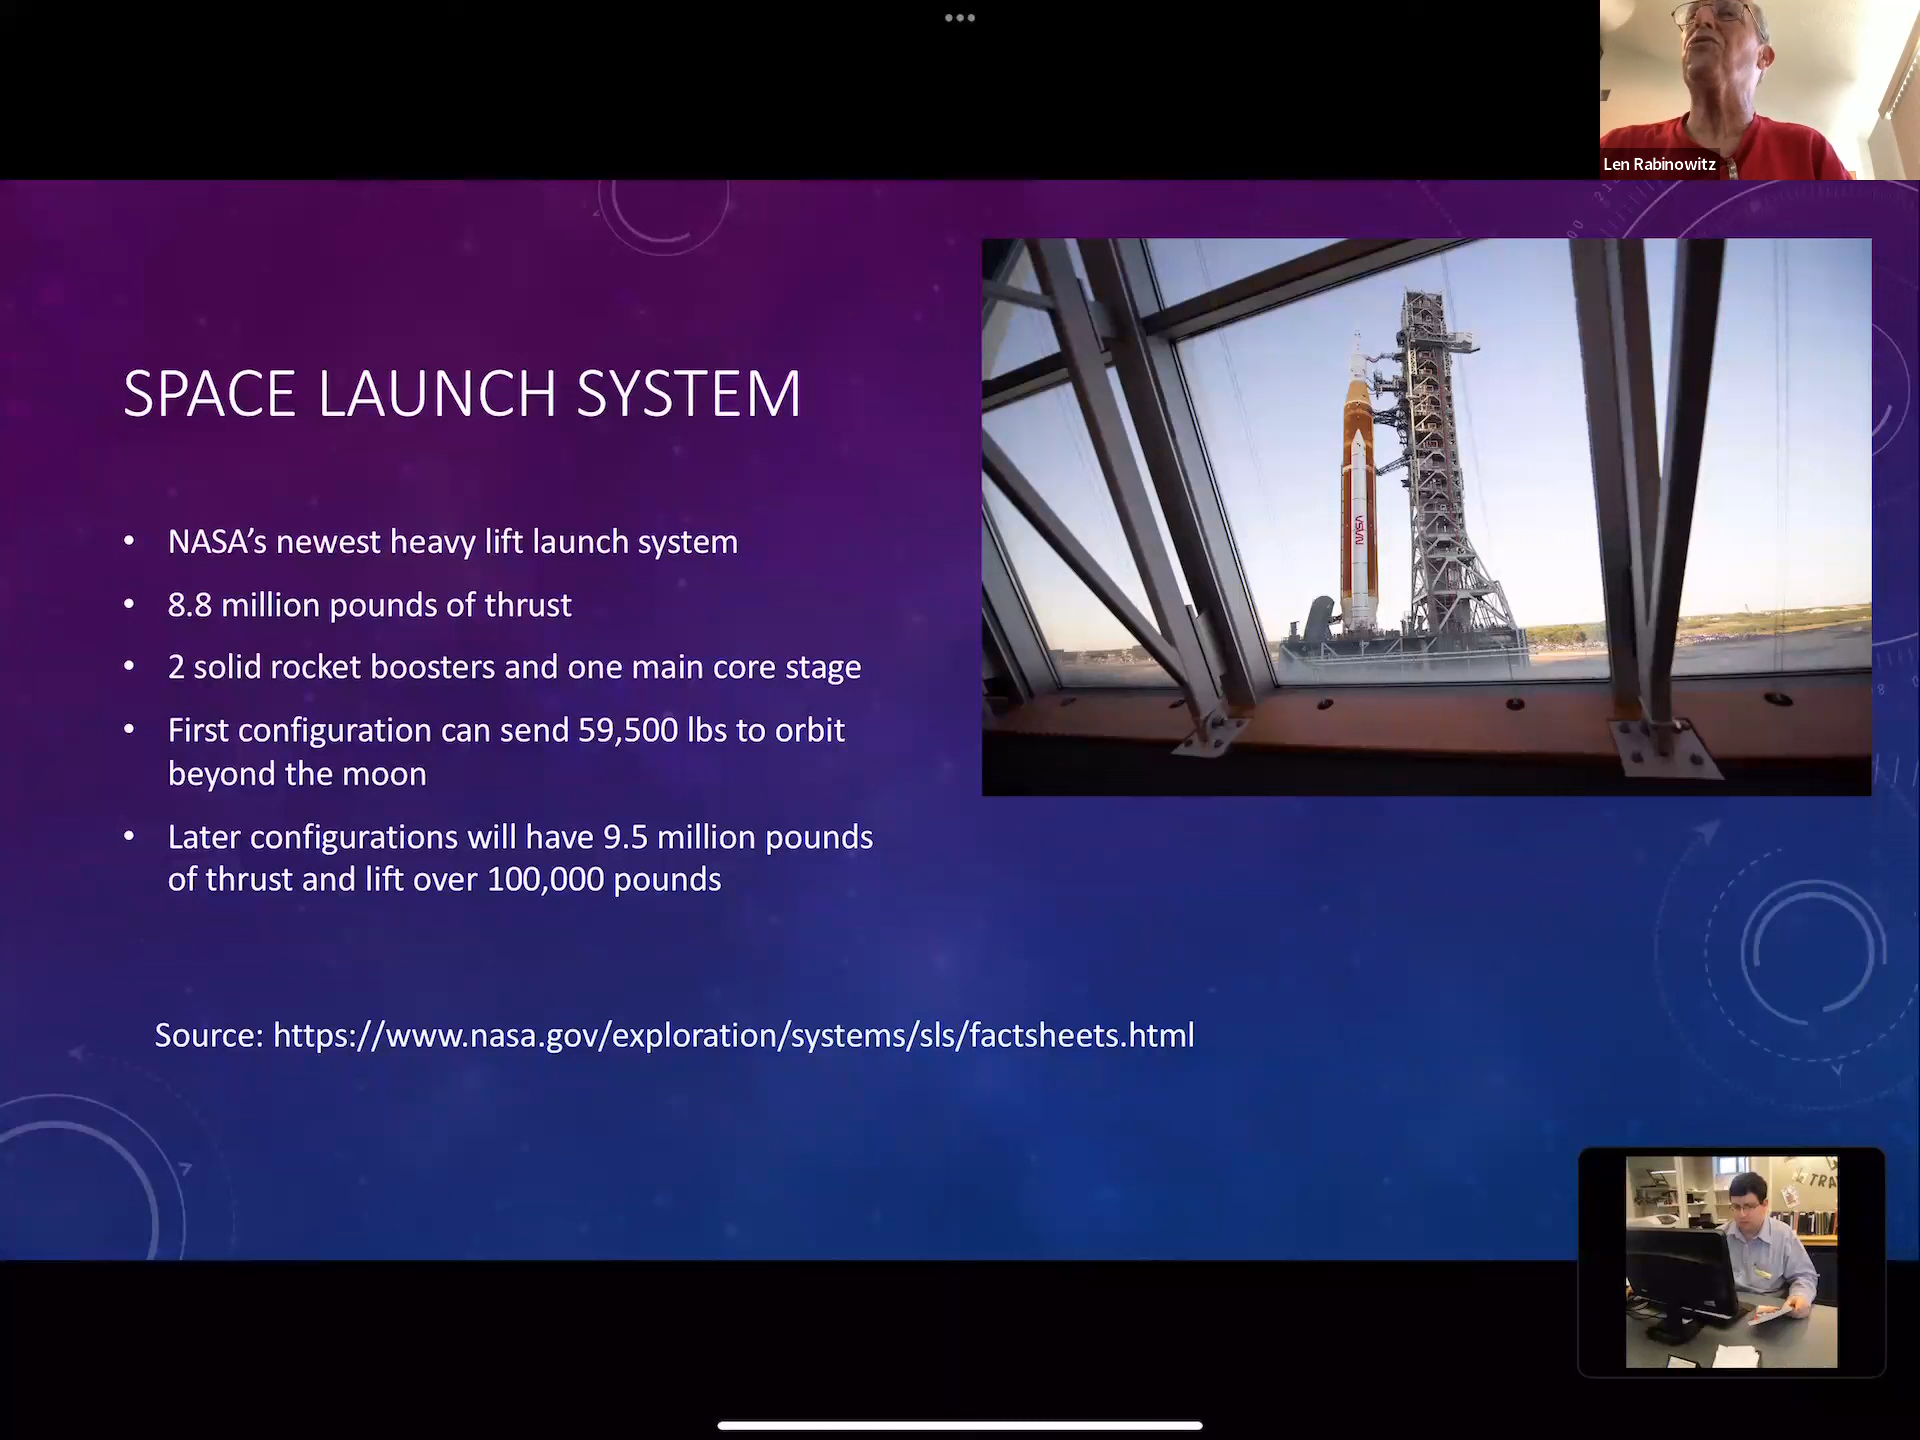 Len Rabinowitz
SPACE LAUNCH SYSTEM
• NASA’s newest heavy lift launch system
• 8.8 million pounds of thrust
• 2 solid rocket boosters and one main core stage
• First configuration can send 59,500 lbs to orbit
beyond the moon
• Later configurations will have 9.5 million pounds
of thrust and lift over 100,000 pounds
NASA
Source: https://www.nasa.gov/exploration/systems/sls/factsheets.html